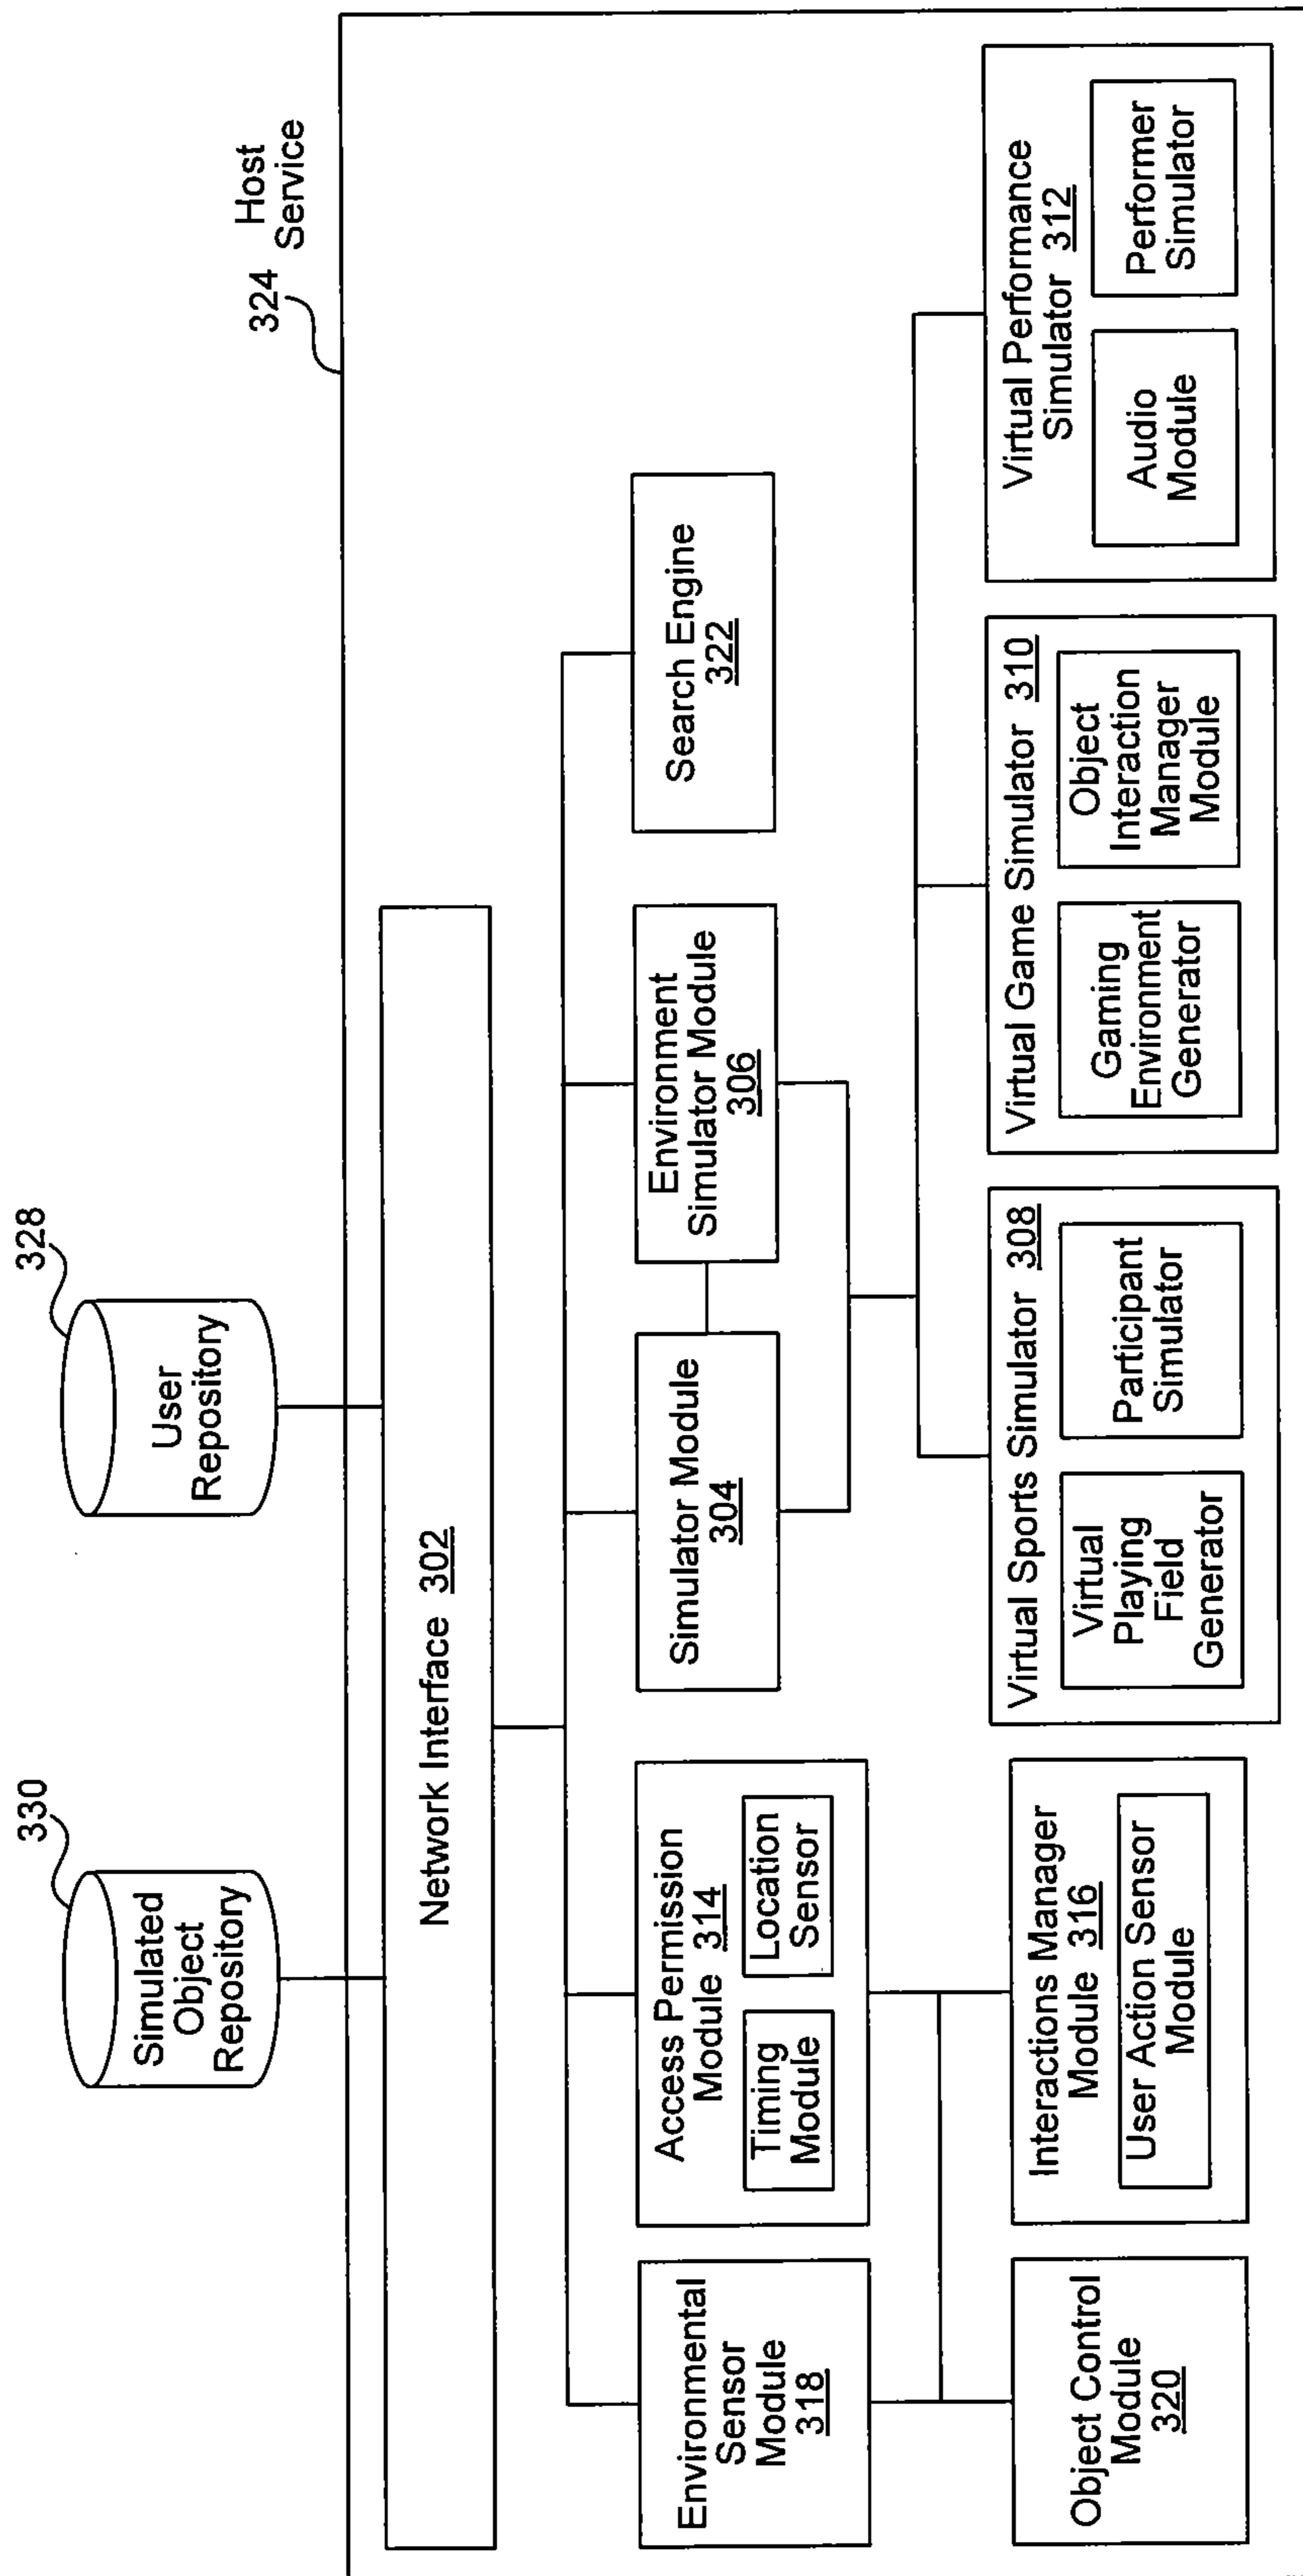 330
328
Simulated
Object
Repository
User
Repository
324
Host
Service
Network Interface 302
Environmental
Sensor
Module
318
Access Permission
Module 314
Timing
Module
Location
Sensor
Simulator Module
304
Environment
Simulator Module
306
Search Engine
322
Object Control
Module
320
Interactions Manager
Module 316
User Action Sensor
Module
Virtual Sports Simulator 308
Virtual
Playing
Field
Generator
Participant
Simulator
Virtual Game Simulator 310
Gaming
Environment
Generator
Object
Interaction
Manager
Module
Virtual Performance
Simulator 312
Audio
Module
Performer
Simulator